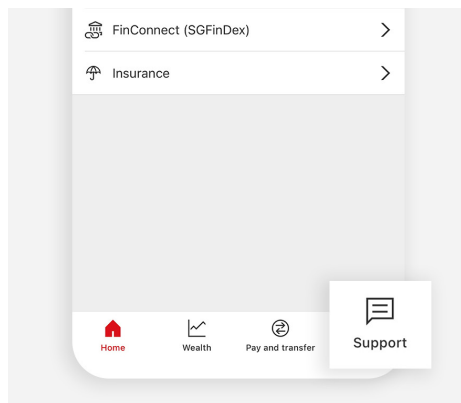 FinConnect (SGFinDex)
Insurance
Home
Wealth
Pay and transfer
Support